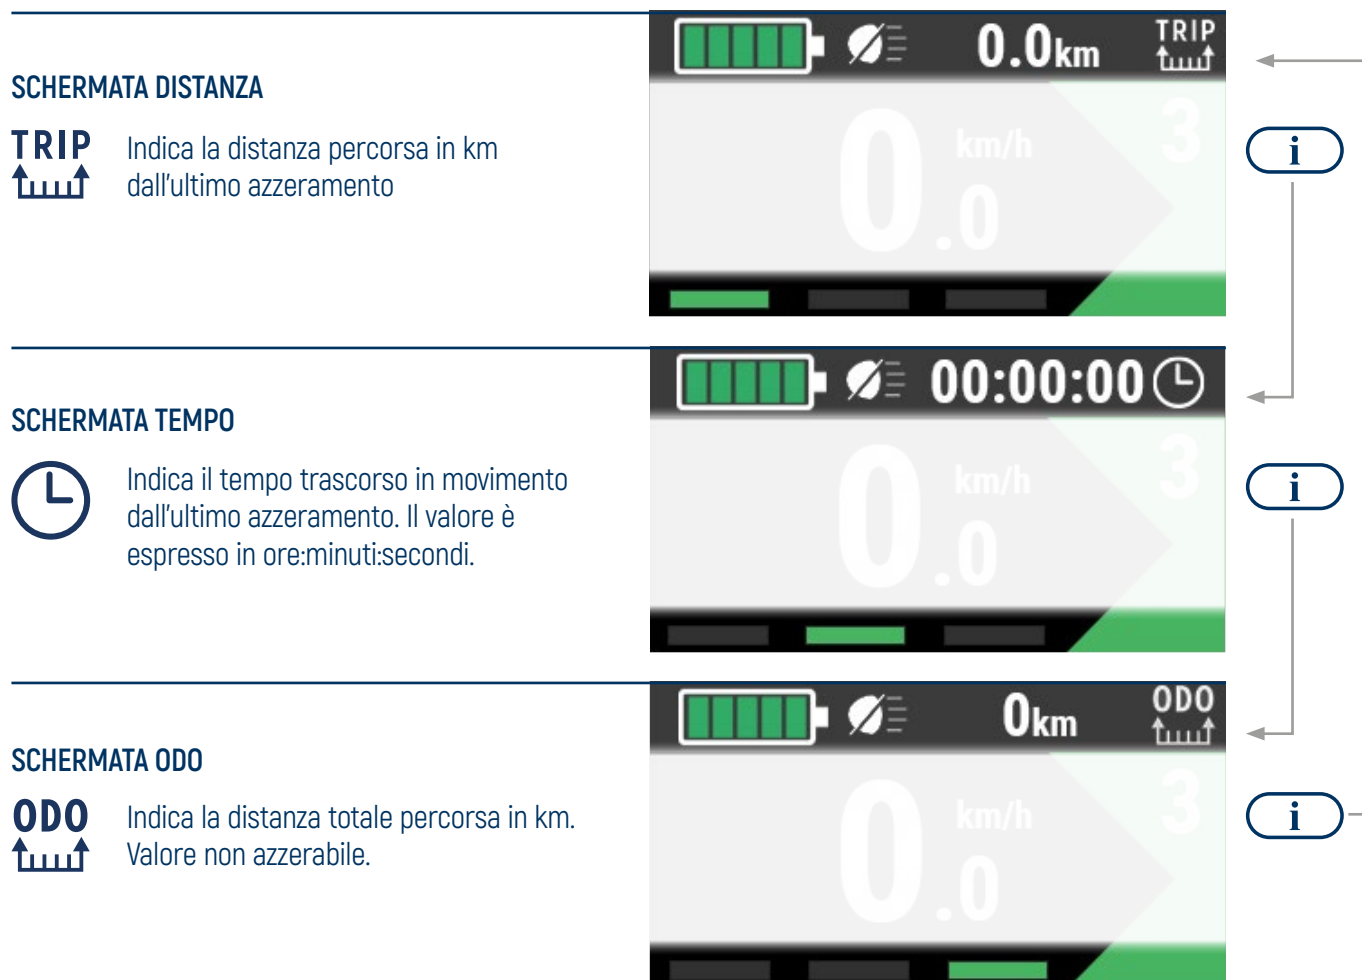 SCHERMATA DISTANZA
TRIP
Indica la distanza percorsa in km
dall'ultimo azzeramento
0.0km
TRIP
0.0
km/h
3
i
SCHERMATA TEMPO
Indica il tempo trascorso in movimento
dall'ultimo azzeramento. Il valore è
espresso in ore:minuti:secondi.
00:00:00
0.0
km/h
3
i
SCHERMATA ODO
ODO
Indica la distanza totale percorsa in km.
Valore non azzerabile.
0km
ODO
0.0
km/h
3
i